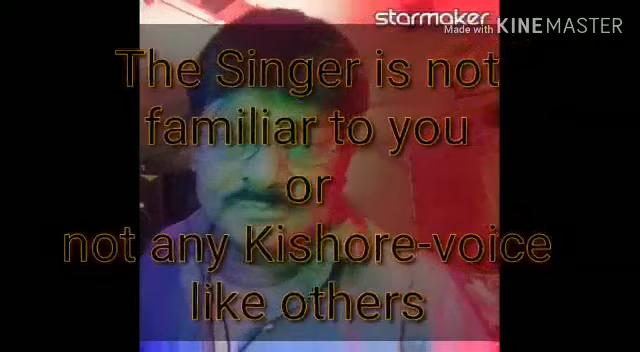 starmaker
Made with KINEMASTER
The Singer is not
familiar to you
or
not any Kishore-voice
like others